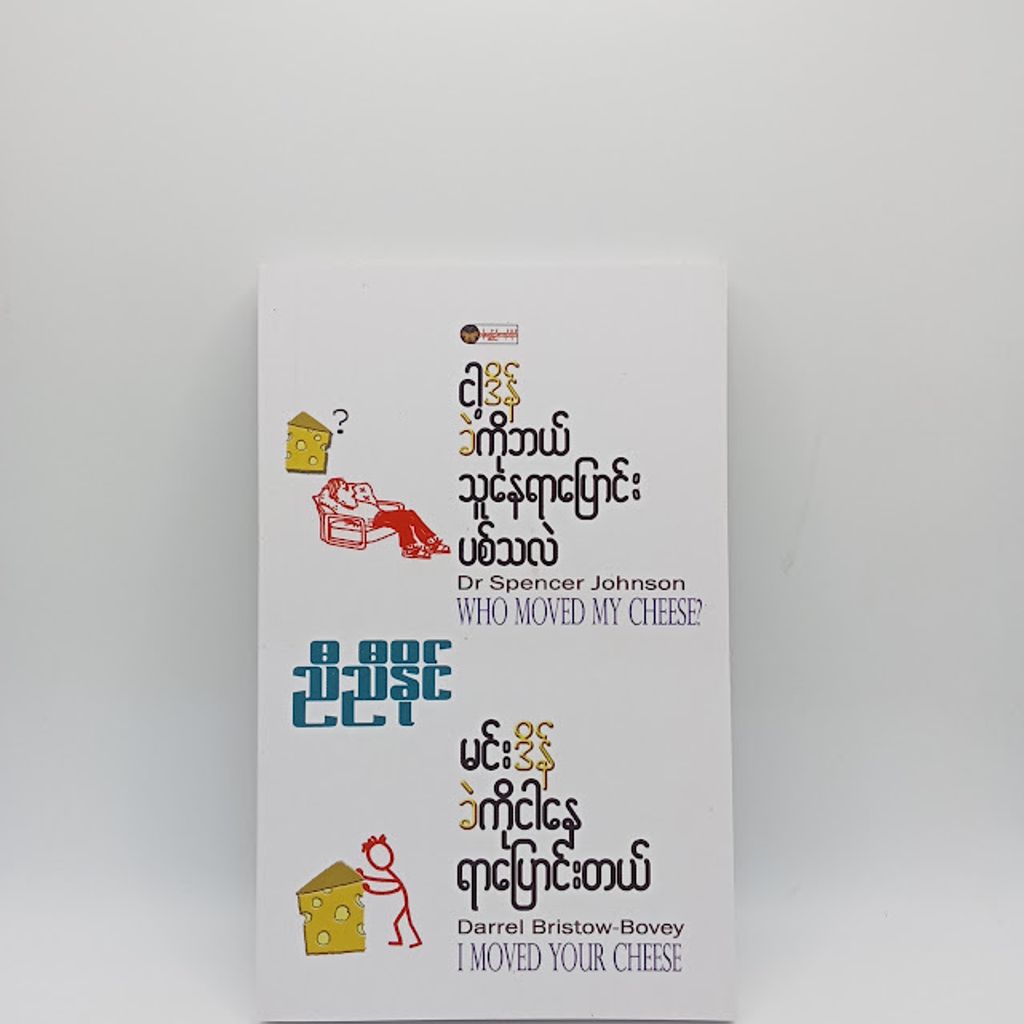 ငါ့ဒိန်
ခဲကိုဘယ်
သူနေရာပြောင်း
ပစ်သလဲ
Dr Spencer Johnson
WHO MOVED MY CHEESE?
?
ညီညီနိုင်
မင်းဒိန်
ခဲကိုငါနေ
ရာပြောင်းတယ်
Darrel Bristow-Bovey
I MOVED YOUR CHEESE